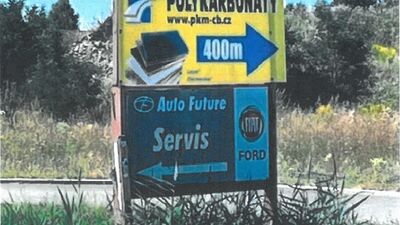 POLYKARBONÁTY
www.pkm-cb.cz
400m
Auto Future
FIAT
Servis
FORD